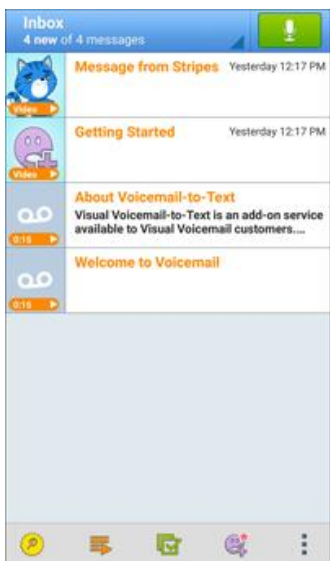 Inbox
4 new of 4 messages
Message from Stripes Yesterday 12:17 PM
Video
Getting Started Yesterday 12:17 PM
Video
About Voicemail-to-Text
Visual Voicemail-to-Text is an add-on service
available to Visual Voicemail customers....
0:16
Welcome to Voicemail
0:16